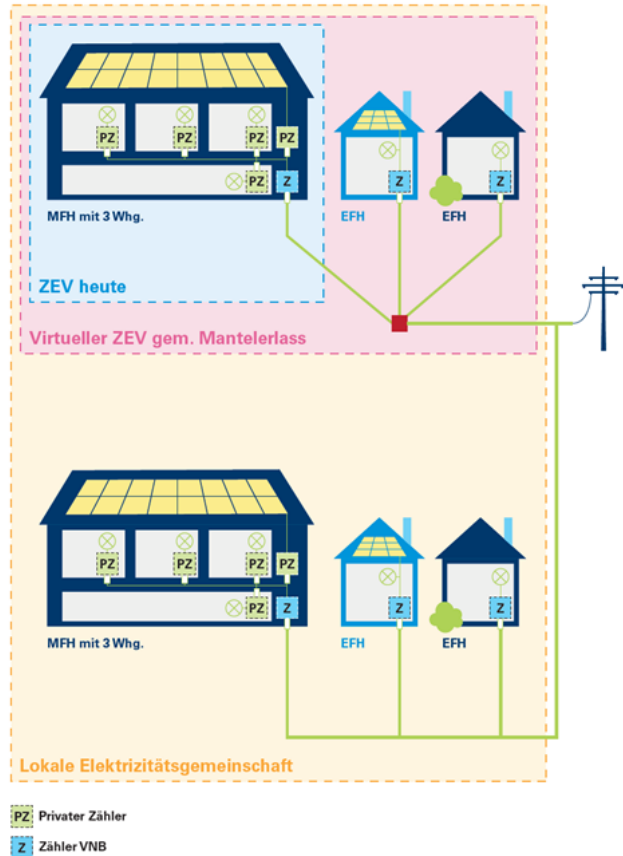 PZ PZ PZ PZ
PZ Z Z Z
MFH mit 3 Whg. EFH EFH
ZEV heute
Virtueller ZEV gem. Mantelerlass
PZ PZ PZ PZ
PZ Z Z Z
MFH mit 3 Whg. EFH EFH
Lokale Elektrizitätsgemeinschaft
PZ Privater Zähler
Z Zähler VNB